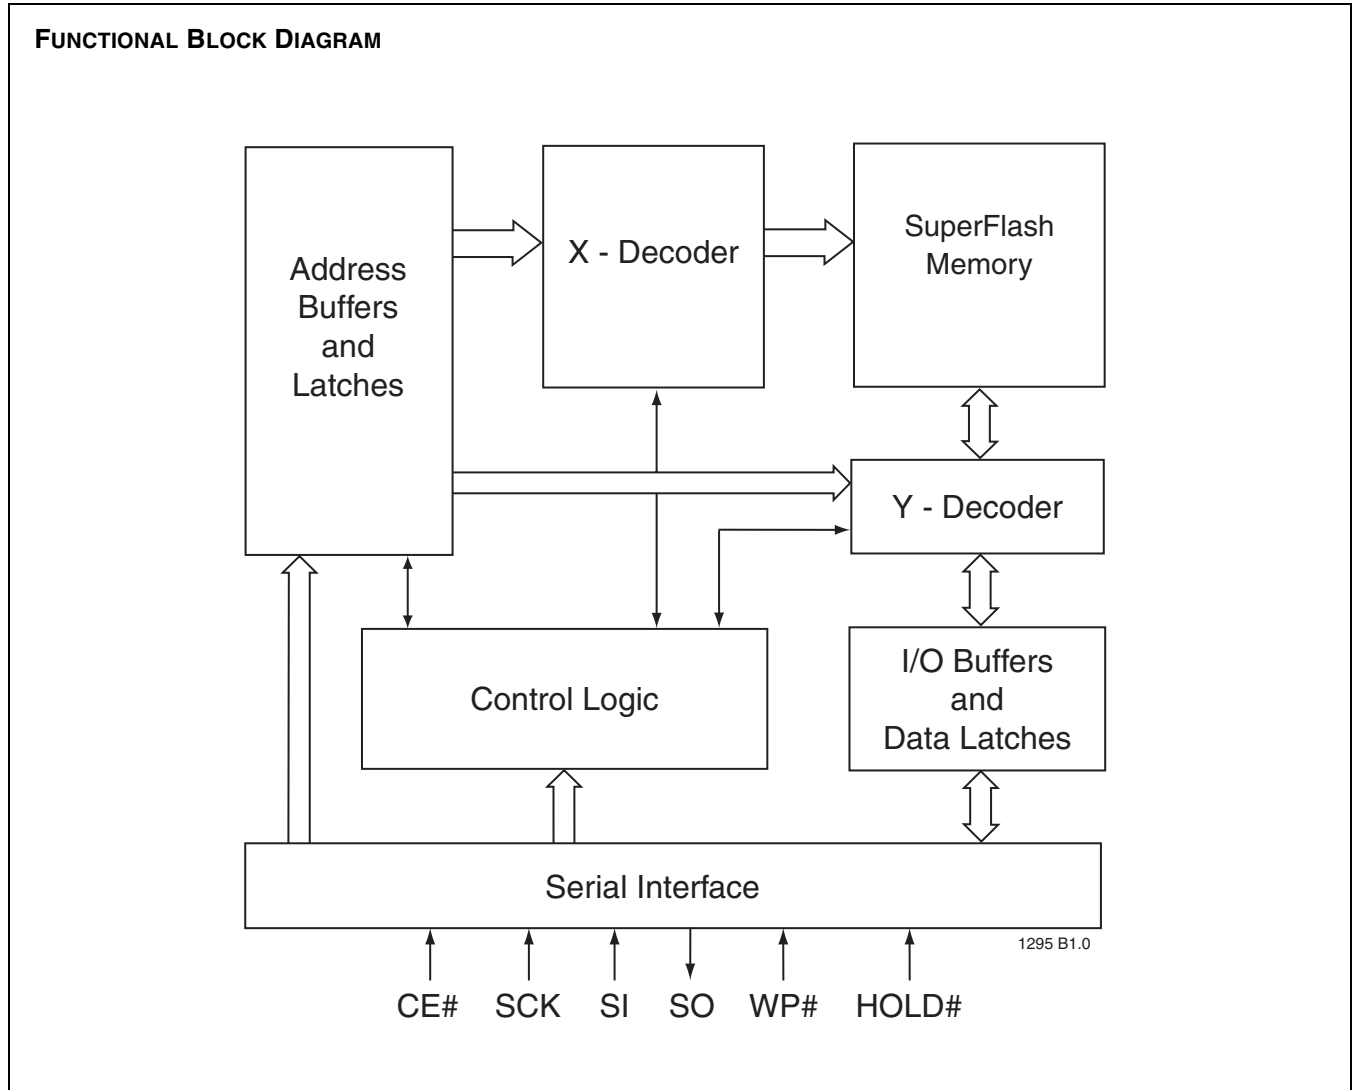 FUNCTIONAL BLOCK DIAGRAM
Address
Buffers
and
Latches
X - Decoder
SuperFlash
Memory
Y - Decoder
Control Logic
I/O Buffers
and
Data Latches
Serial Interface
1295 B1.0
CE# SCK SI SO WP# HOLD#